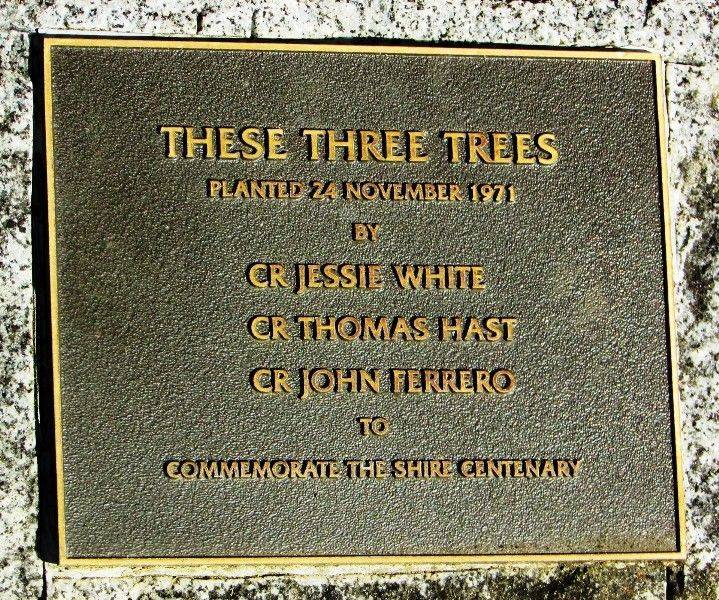 THESE THREE TREES
PLANTED 24 NOVEMBER 1971
BY
CR JESSIE WHITE
CR THOMAS HAST
CR JOHN FERRERO
TO
COMMEMORATE THE SHIRE CENTENARY